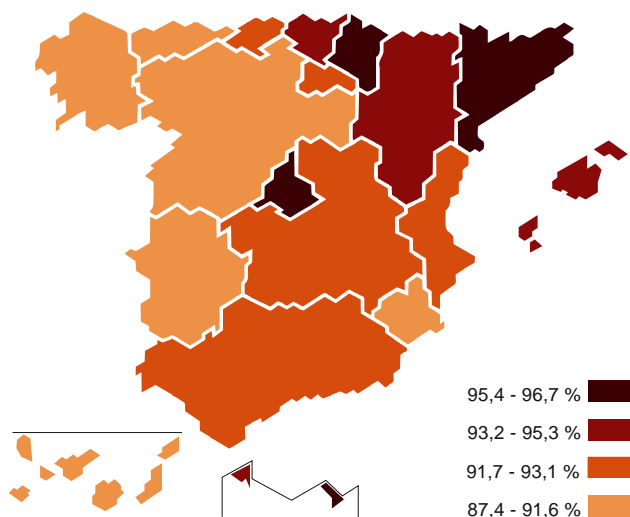 95,4 - 96,7 %
93,2 - 95,3 %
91,7 - 93,1 %
87,4 - 91,6 %